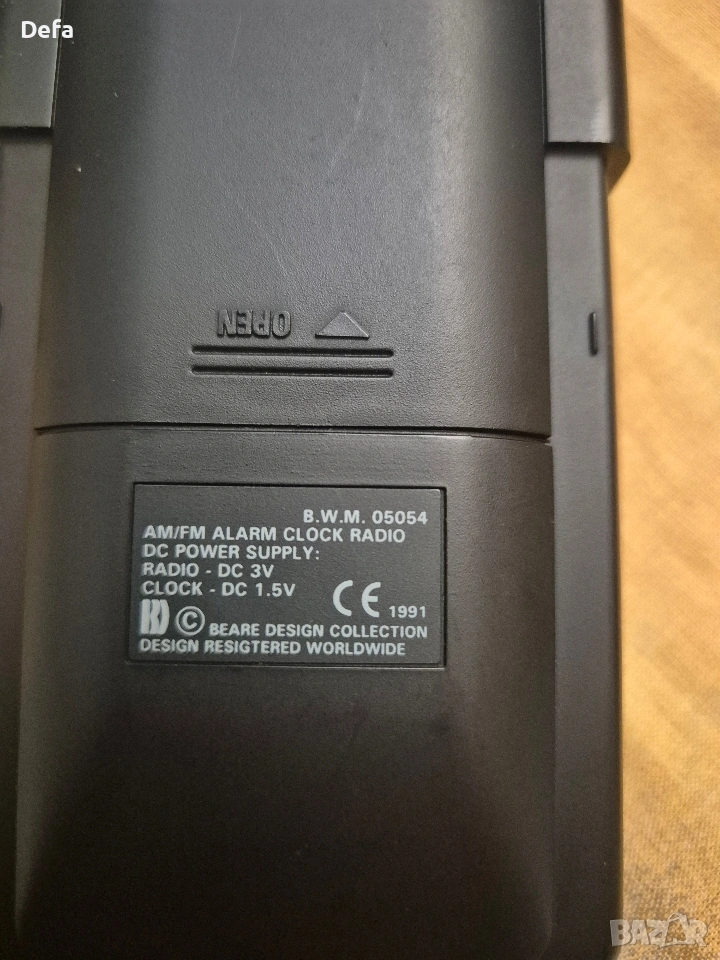 Defa
OPEN
B.W.M. 05054
AM/FM ALARM CLOCK RADIO
DC POWER SUPPLY:
RADIO - DC 3V
CLOCK - DC 1.5V
CE 1991
© BEARE DESIGN COLLECTION
DESIGN RESIGTERED WORLDWIDE
BAZAR